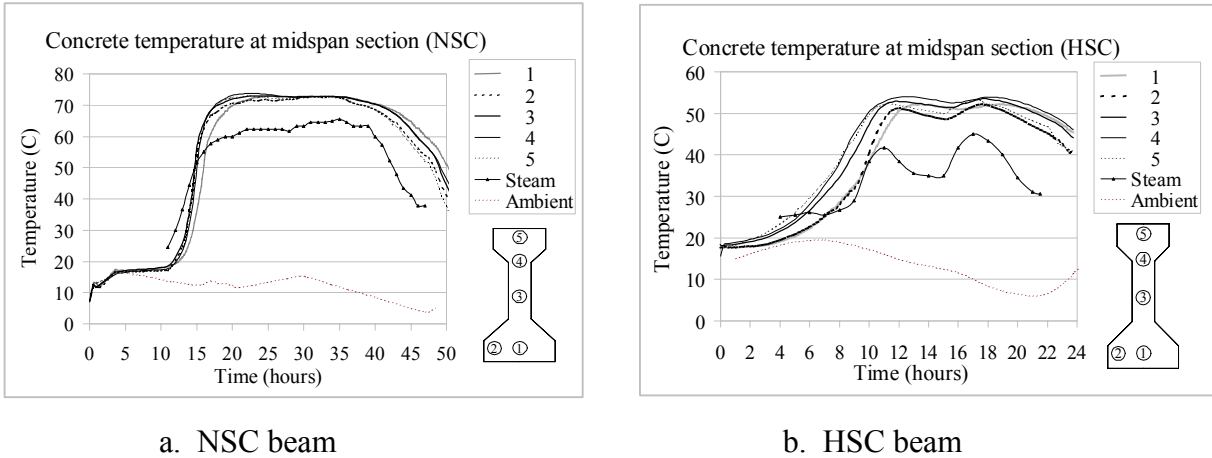 Concrete temperature at midspan section (NSC)
Temperature (C)
80
70
60
50
40
30
20
10
0
0 5 10 15 20 25 30 35 40 45 50
Time (hours)
1
2
3
4
5
Steam
Ambient
5
4
3
2 1
a. NSC beam
Concrete temperature at midspan section (HSC)
Temperature (C)
60
50
40
30
20
10
0
0 2 4 6 8 10 12 14 16 18 20 22 24
Time (hours)
1
2
3
4
5
Steam
Ambient
5
4
3
2 1
b. HSC beam